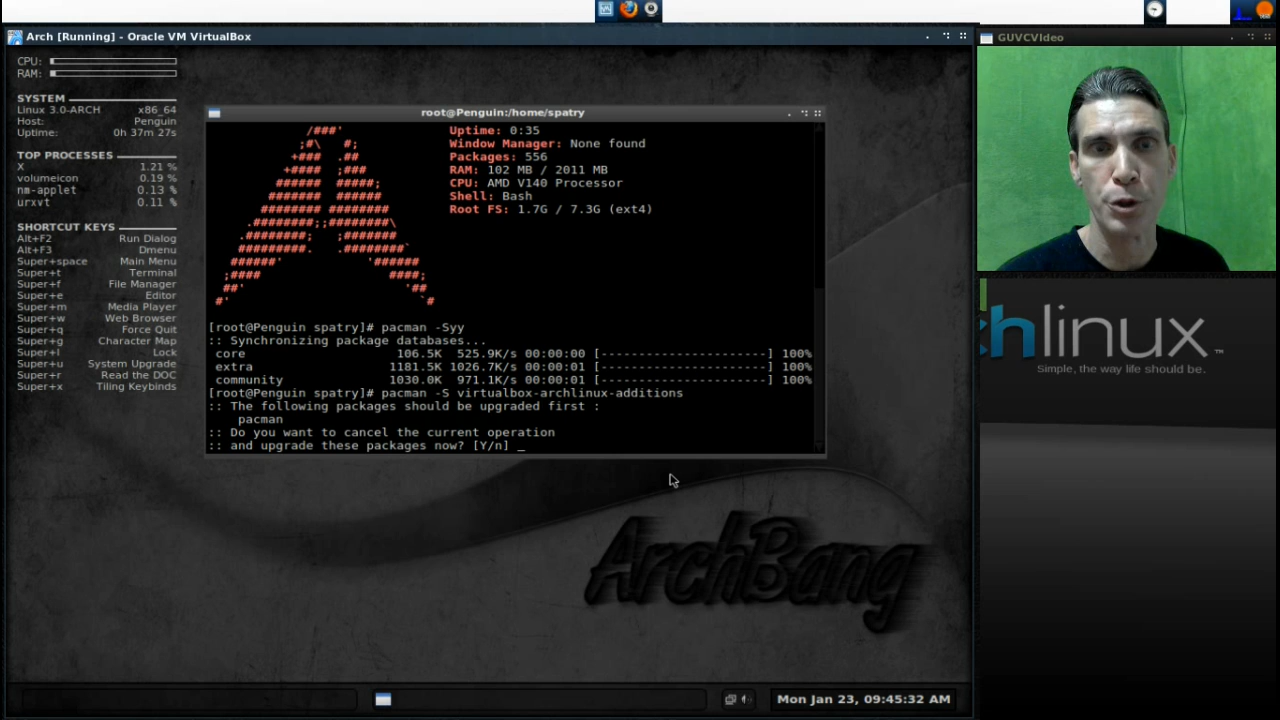 Arch [Running] - Oracle VM VirtualBox
GUVCVIdeo
CPU:
RAM:
SYSTEM
Linux 3.0-ARCH x86_64
Host: Penguin
Uptime: 0h 37m 27s
TOP PROCESSES
X 1.21 %
volumeicon 0.19 %
nm-applet 0.13 %
urxvt 0.11 %
SHORTCUT KEYS
Alt+F2 Run Dialog
Alt+F3 Dmenu
Super+space Main Menu
Super+t Terminal
Super+f File Manager
Super+e Editor
Super+m Media Player
Super+w Web Browser
Super+q Force Quit
Super+g Character Map
Super+l Lock
Super+u System Upgrade
Super+r Read the DOC
Super+x Tiling Keybinds
root@Penguin:/home/spatry
/###' Uptime: 0:35
;#\ #; Window Manager: None found
+### .## Packages: 556
+#### ;### RAM: 102 MB / 2011 MB
###### #####; CPU: AMD V140 Processor
####### ###### Shell: Bash
######## ######## Root FS: 1.7G / 7.3G (ext4)
.########;;########\
.########; ;#######
#########. .########`
######' '######
;#### ####;
##' '##
#' `#
[root@Penguin spatry]# pacman -Syy
:: Synchronizing package databases...
core 106.5K 525.9K/s 00:00:00 [----------------------] 100%
extra 1181.5K 1026.7K/s 00:00:01 [----------------------] 100%
community 1030.0K 971.1K/s 00:00:01 [----------------------] 100%
[root@Penguin spatry]# pacman -S virtualbox-archlinux-additions
:: The following packages should be upgraded first :
pacman
:: Do you want to cancel the current operation
:: and upgrade these packages now? [Y/n] _
ch linux™
Simple, the way life should be.
ArchBang
Mon Jan 23, 09:45:32 AM